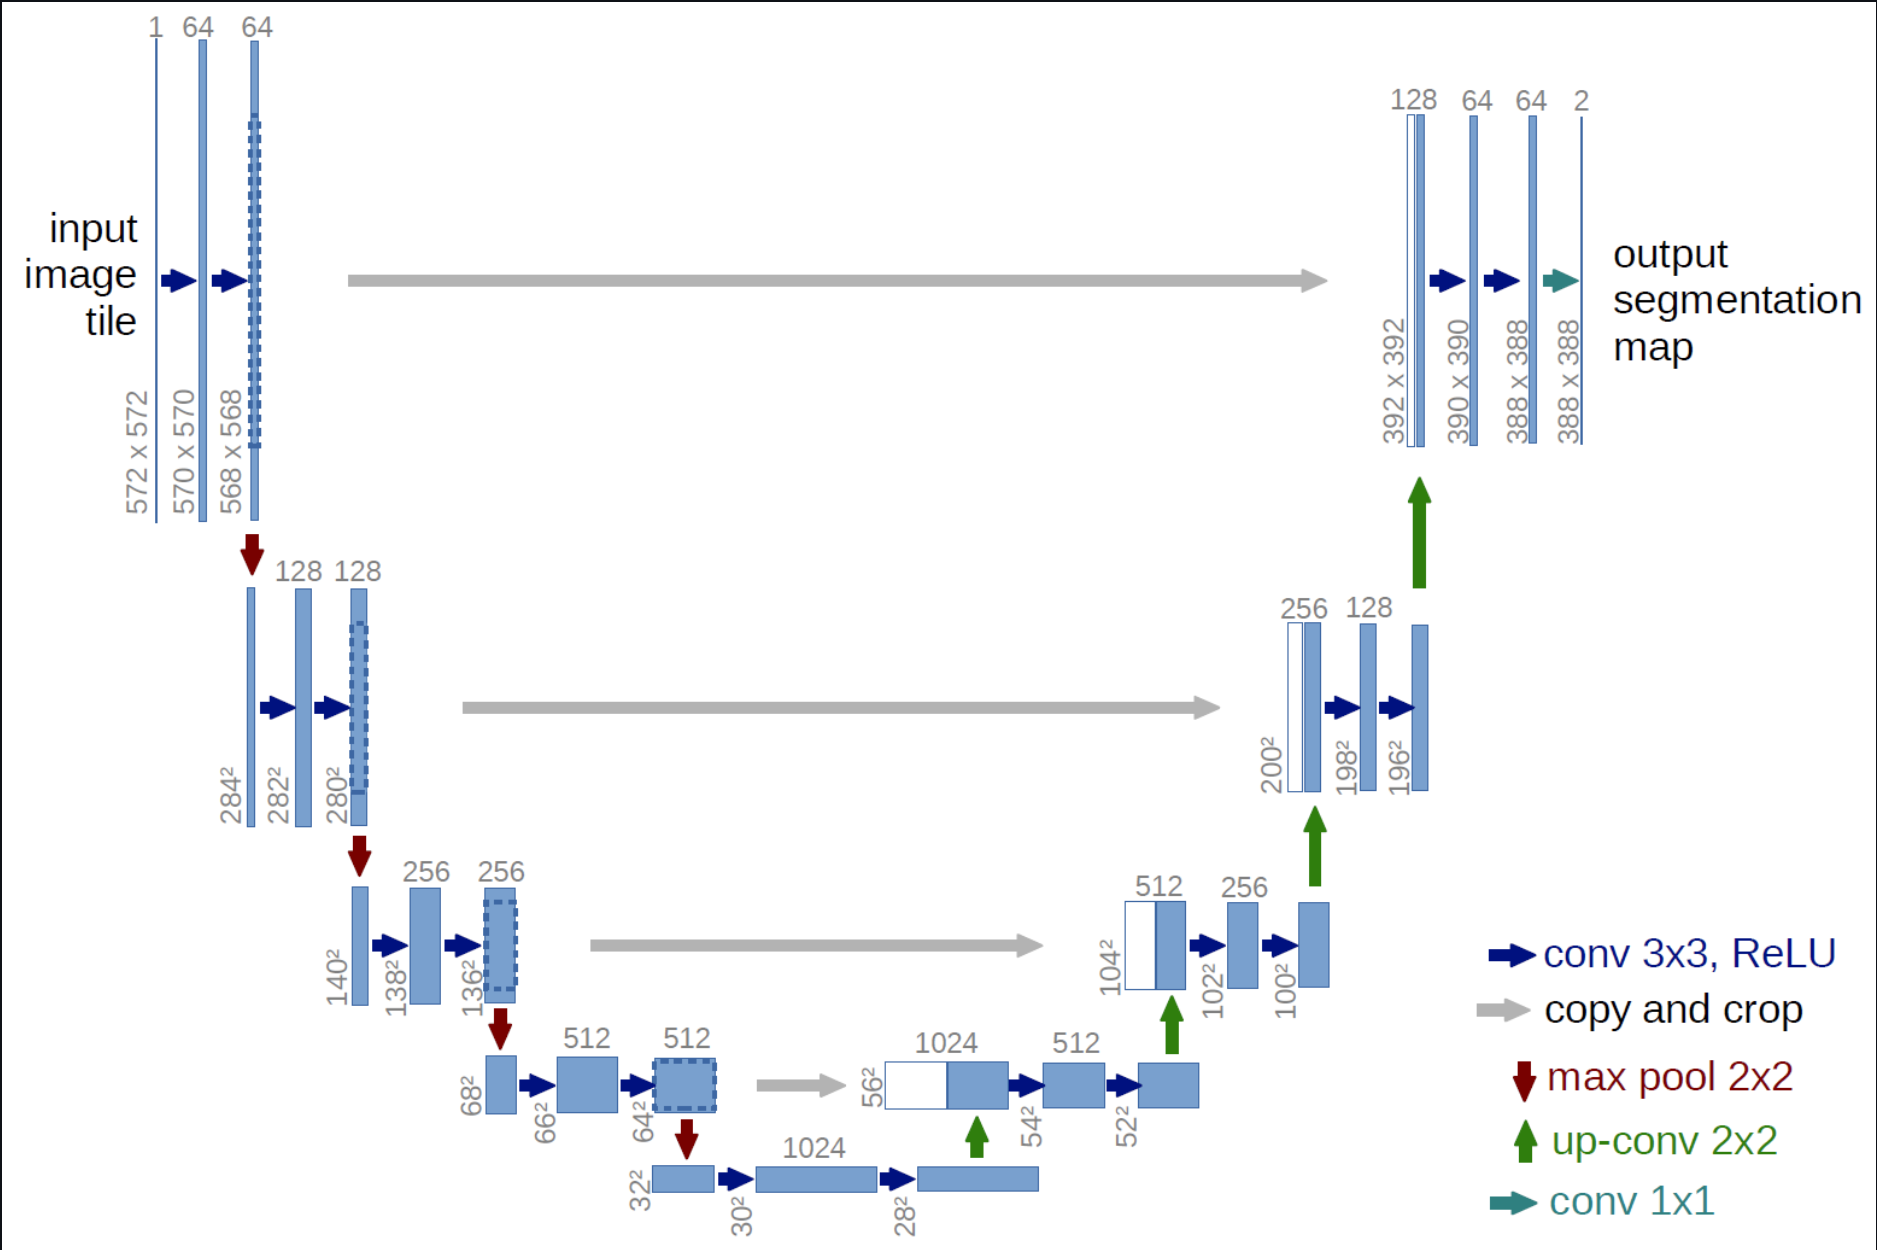 1 64 64
input
image
tile
572 x 572
570 x 570
568 x 568
128 64 64 2
392 x 392
390 x 390
388 x 388
388 x 388
output
segmentation
map
128 128
284²
282²
280²
256 128
200²
198²
196²
256 256
140²
138²
136²
512 256
104²
102²
100²
512 512
68²
66²
64²
1024 512
56²
54²
52²
1024
32²
30²
28²
conv 3x3, ReLU
copy and crop
max pool 2x2
up-conv 2x2
conv 1x1